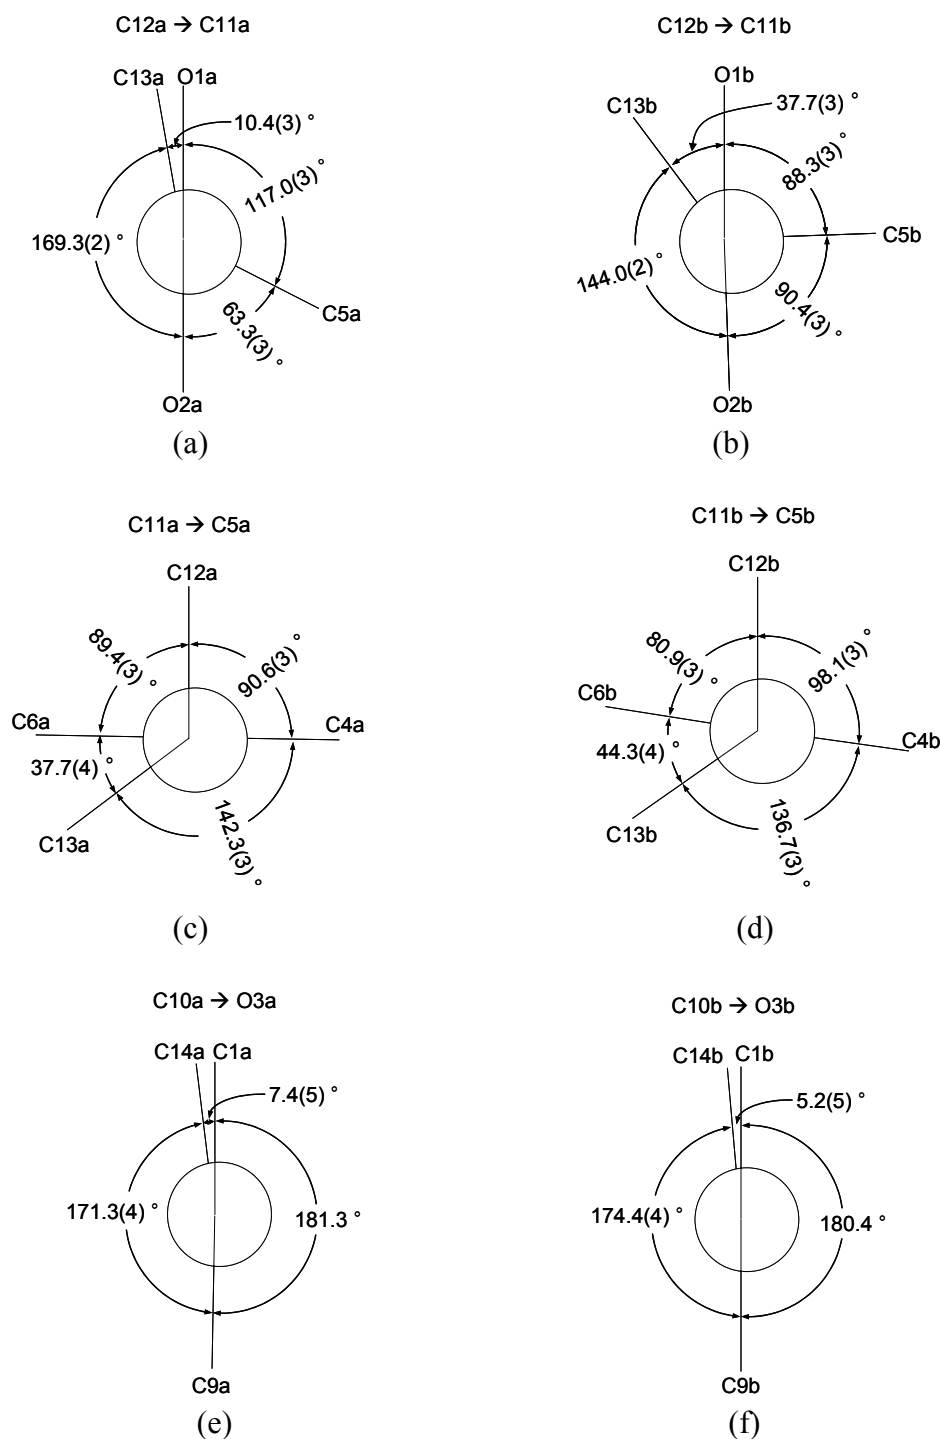 C12a → C11a
C12b → C11b
C13a O1a
10.4(3) °
117.0(3) °
169.3(2) °
63.3(3) °
C5a
O2a
(a)
O1b
C13b
37.7(3) °
88.3(3) °
C5b
144.0(2) °
90.4(3) °
O2b
(b)
C11a → C5a
C12a
89.4(3) °
90.6(3) °
C6a
C4a
37.7(4) °
142.3(3) °
C13a
(c)
C11b → C5b
C12b
80.9(3) °
98.1(3) °
C6b
C4b
44.3(4) °
136.7(3) °
C13b
(d)
C10a → O3a
C14a C1a
7.4(5) °
171.3(4) °
181.3 °
C9a
(e)
C10b → O3b
C14b C1b
5.2(5) °
174.4(4) °
180.4 °
C9b
(f)